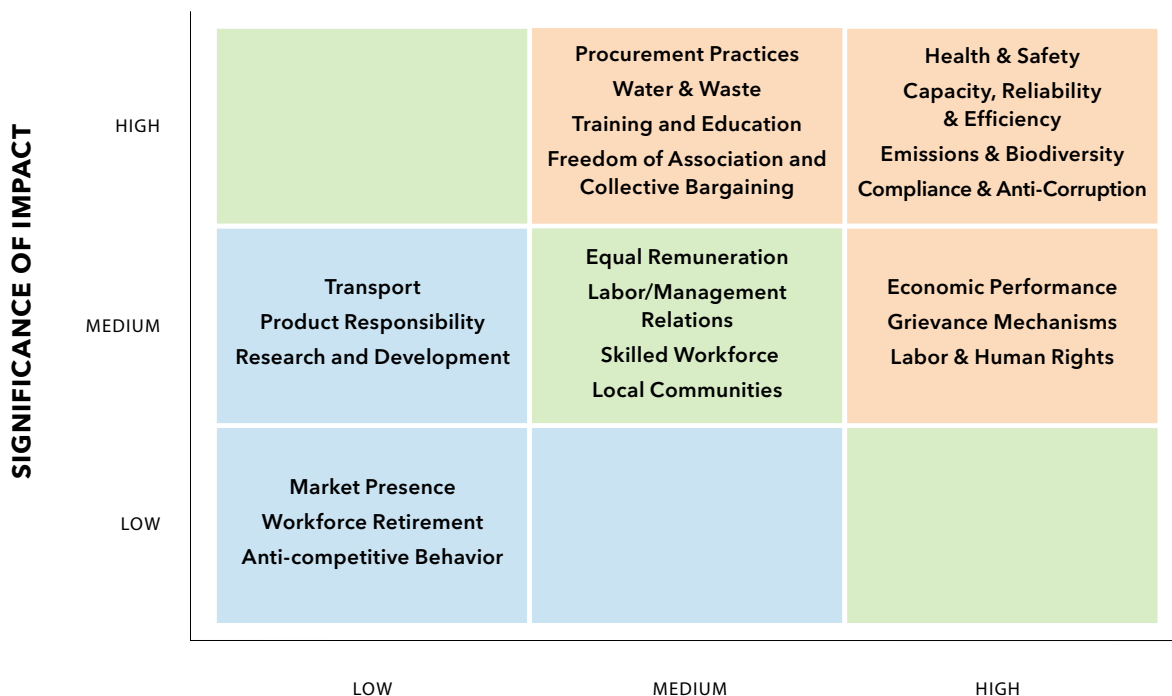 SIGNIFICANCE OF IMPACT
HIGH
Procurement Practices
Water & Waste
Training and Education
Freedom of Association and
Collective Bargaining
Health & Safety
Capacity, Reliability
& Efficiency
Emissions & Biodiversity
Compliance & Anti-Corruption
MEDIUM
Transport
Product Responsibility
Research and Development
Equal Remuneration
Labor/Management
Relations
Skilled Workforce
Local Communities
Economic Performance
Grievance Mechanisms
Labor & Human Rights
LOW
Market Presence
Workforce Retirement
Anti-competitive Behavior
LOW
MEDIUM
HIGH